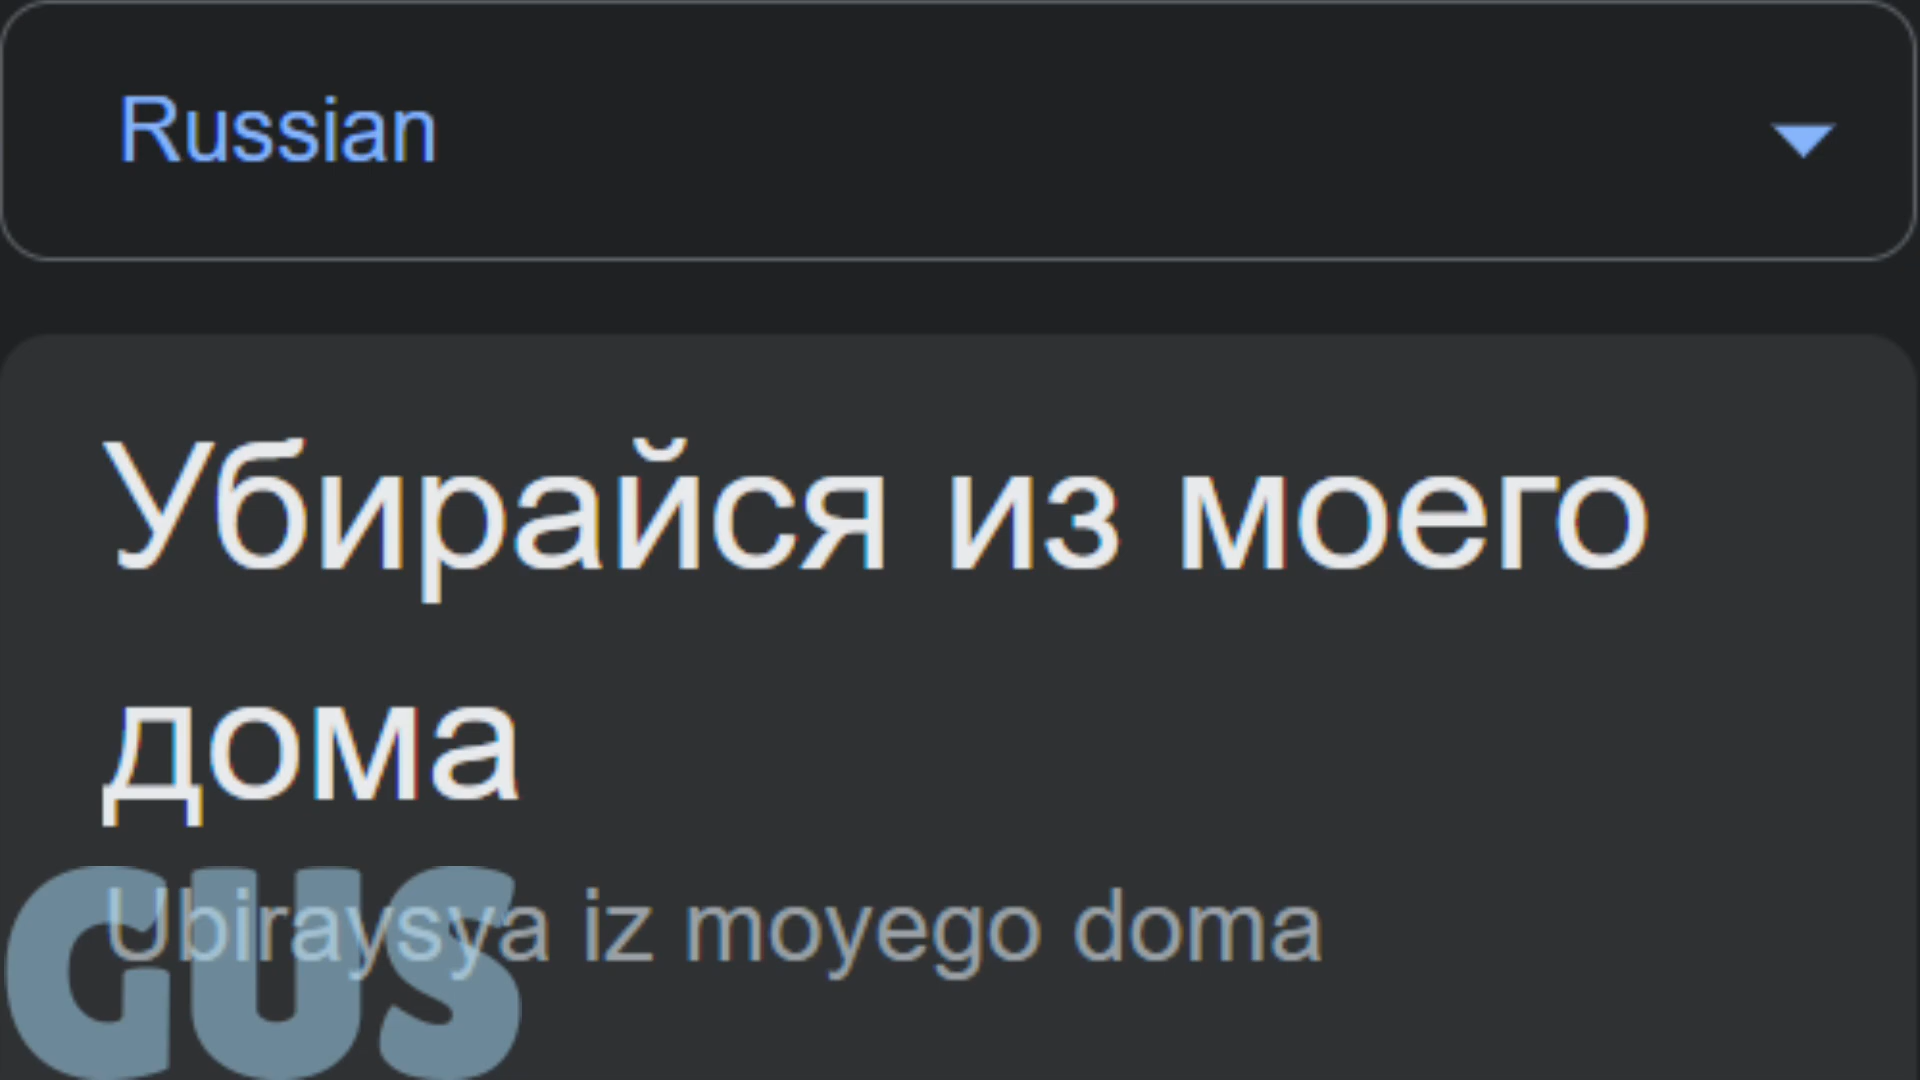 Russian
Убирайся из моего
дома
Ubiraysya iz moyego doma
GUS